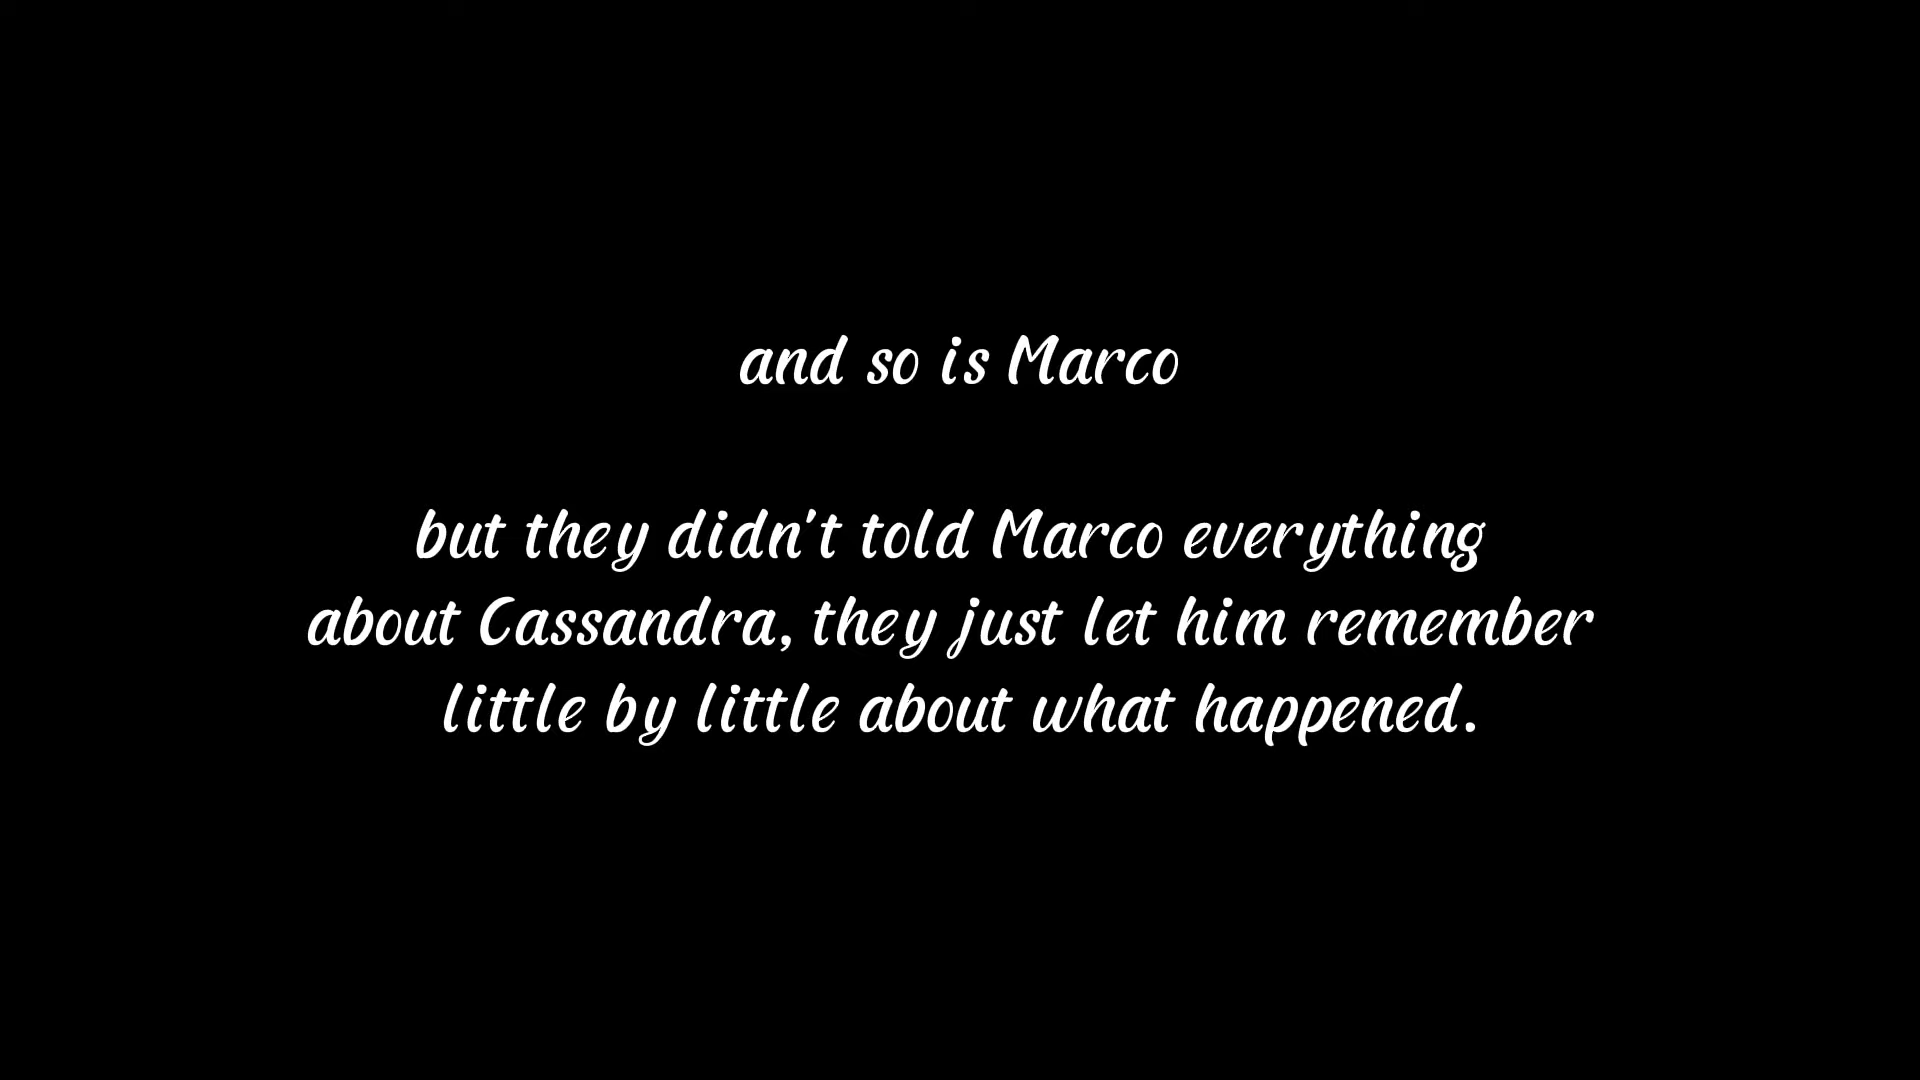 and so is Marco
but they didn't told Marco everything
about Cassandra, they just let him remember
little by little about what happened.